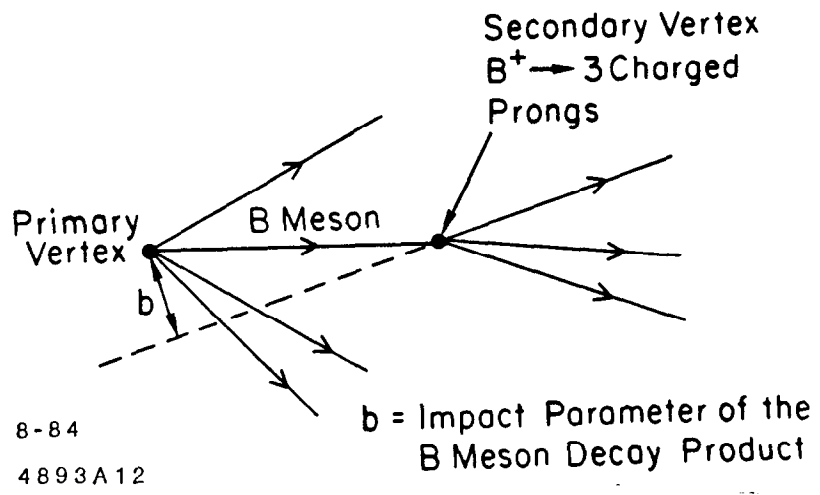 Secondary Vertex
B⁺ → 3 Charged
Prongs
Primary
Vertex
B Meson
b
b = Impact Parameter of the
B Meson Decay Product
8-84
4893A12